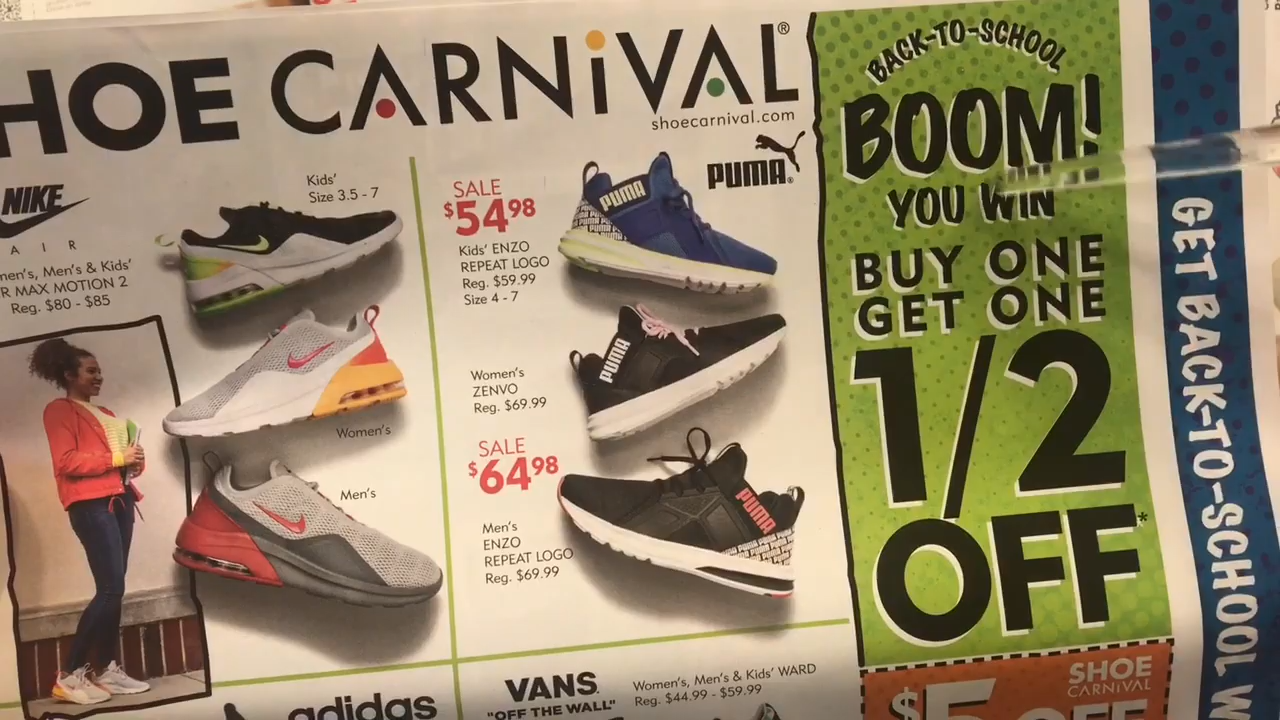 HOE CARNiVAL®
shoecarnival.com
NIKE
AIR
men's, Men's & Kids'
R MAX MOTION 2
Reg. $80 - $85
Kids'
Size 3.5 - 7
Women's
Men's
PUMA®
SALE
$54.98
Kids' ENZO
REPEAT LOGO
Reg. $59.99
Size 4 - 7
PUMA
Women's
ZENVO
Reg. $69.99
PUMA
SALE
$64.98
Men's
ENZO
REPEAT LOGO
Reg. $69.99
PUMA
adidas
VANS
"OFF THE WALL"
Women's, Men's & Kids' WARD
Reg. $44.99 - $59.99
BACK-TO-SCHOOL
BOOM!
YOU WIN
BUY ONE
GET ONE
1/2
OFF*
SHOE
CARNiVAL
$5 OFF
GET BACK-TO-SCHOOL W